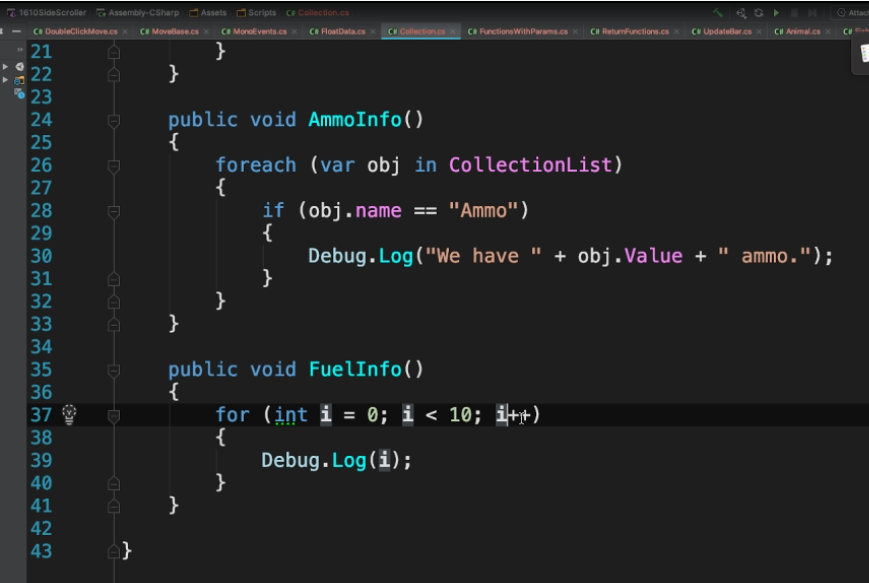 1610SideScroller Assembly-CSharp Assets Scripts C# Collection.cs Attac
C# DoubleClickMove.cs × C# MoveBase.cs × C# MonoEvents.cs × C# FloatData.cs × C# Collection.cs × C# FunctionsWithParams.cs × C# ReturnFunctions.cs × C# UpdateBar.cs × C# Animal.cs × C#
21 }
22 }
23
24 public void AmmoInfo()
25 {
26 foreach (var obj in CollectionList)
27 {
28 if (obj.name == "Ammo")
29 {
30 Debug.Log("We have " + obj.Value + " ammo.");
31 }
32 }
33 }
34
35 public void FuelInfo()
36 {
37 for (int i = 0; i < 10; i++)
38 {
39 Debug.Log(i);
40 }
41 }
42
43 }